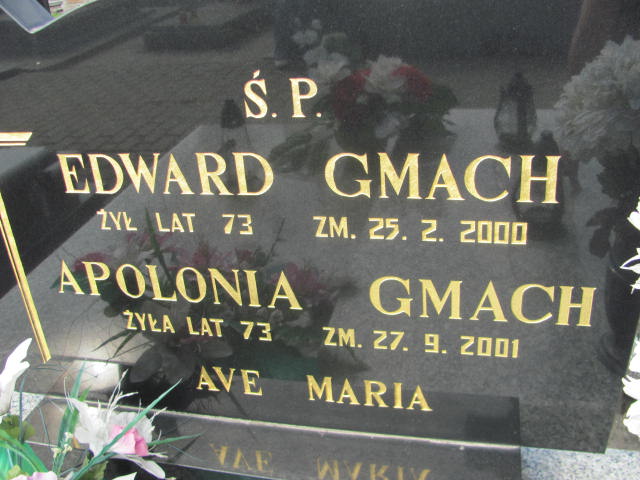 Ś.P.
EDWARD GMACH
ŻYŁ LAT 73 ZM. 25. 2. 2000
APOLONIA GMACH
ŻYŁA LAT 73 ZM. 27. 9. 2001
AVE MARIA